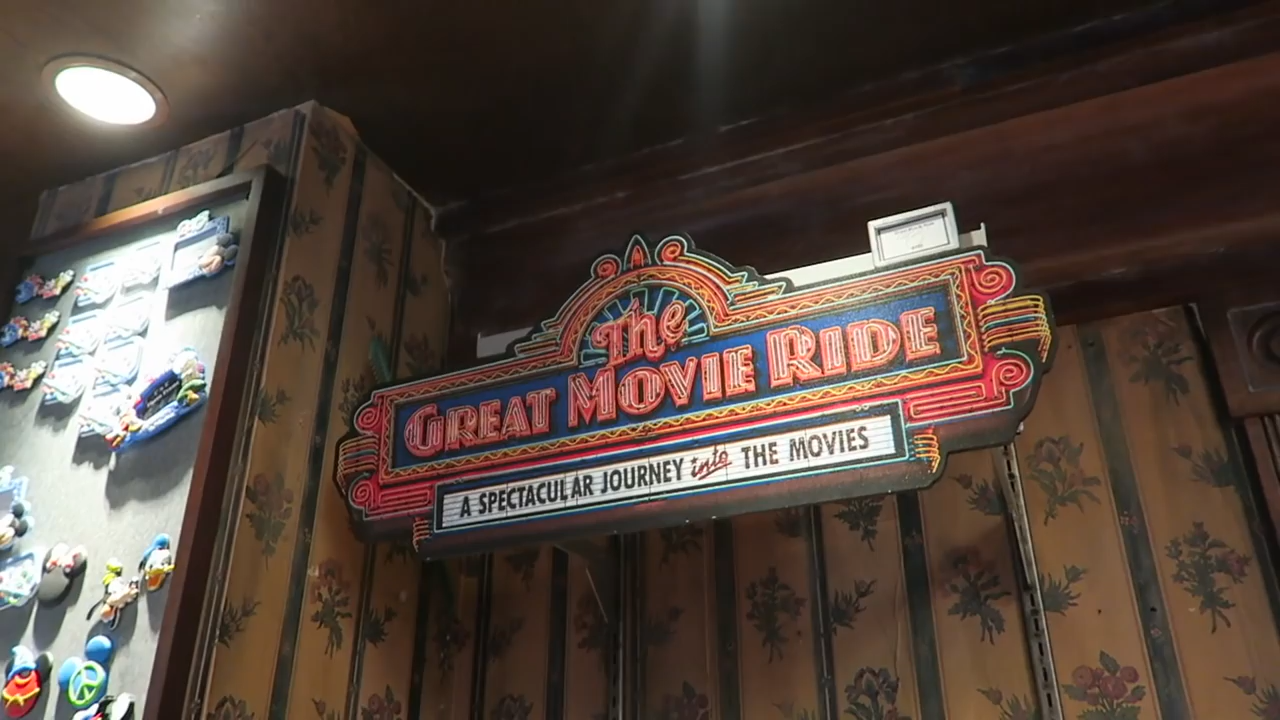 The
GREAT MOVIE RIDE
A SPECTACULAR JOURNEY into THE MOVIES